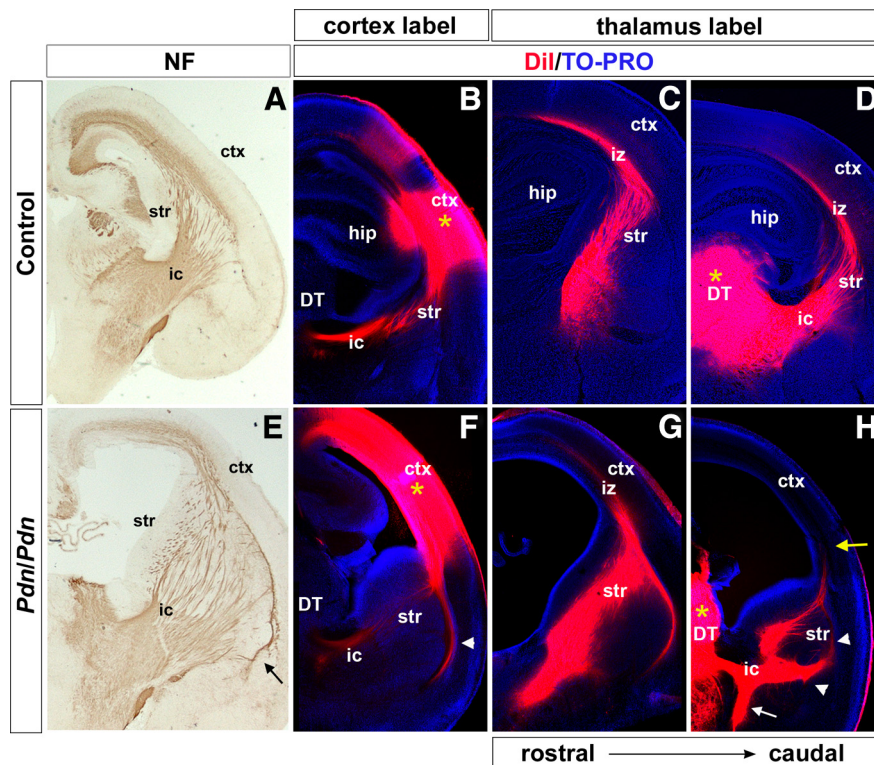 cortex label
thalamus label
NF
DiI/TO-PRO
Control
A
ctx
str
ic
B
ctx
*
hip
DT
str
ic
C
ctx
iz
hip
str
D
ctx
iz
hip
*
DT
str
ic
Pdn/Pdn
E
ctx
str
ic
F
ctx
*
DT
str
ic
G
ctx
iz
str
H
ctx
*
DT
str
ic
rostral → caudal